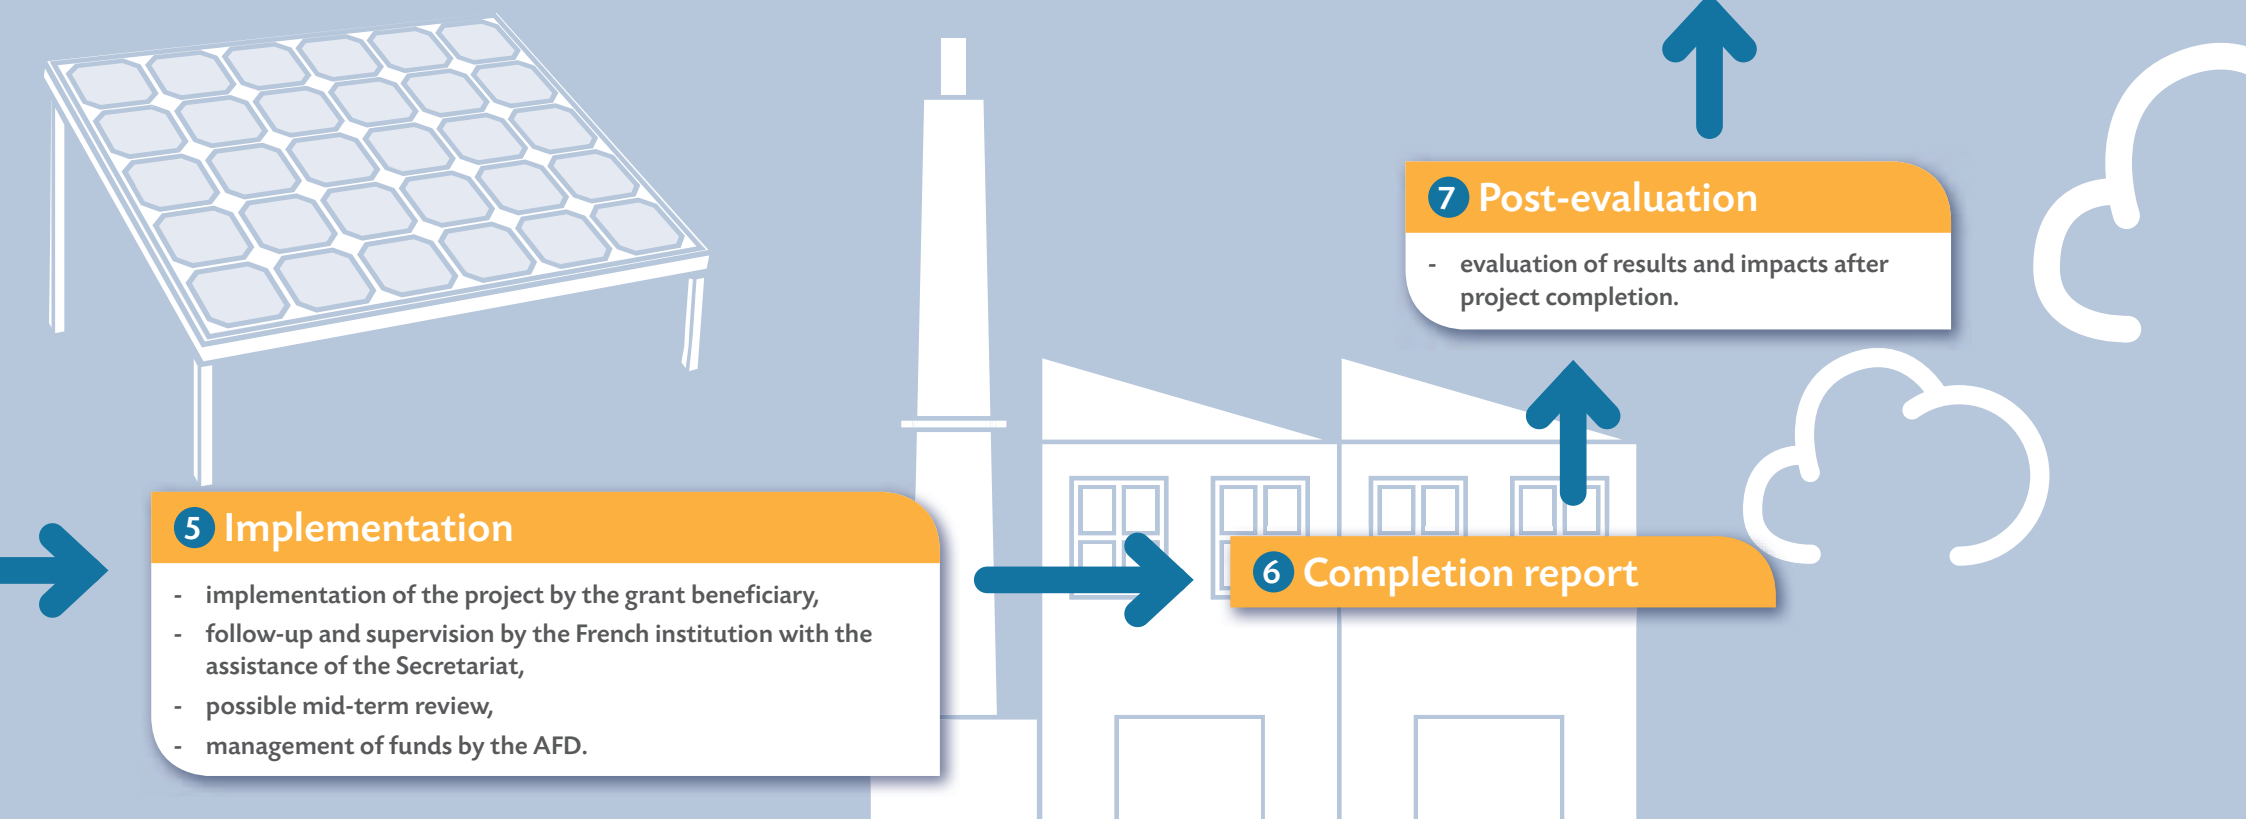 5 Implementation
- implementation of the project by the grant beneficiary,
- follow-up and supervision by the French institution with the
assistance of the Secretariat,
- possible mid-term review,
- management of funds by the AFD.
6 Completion report
7 Post-evaluation
- evaluation of results and impacts after
project completion.